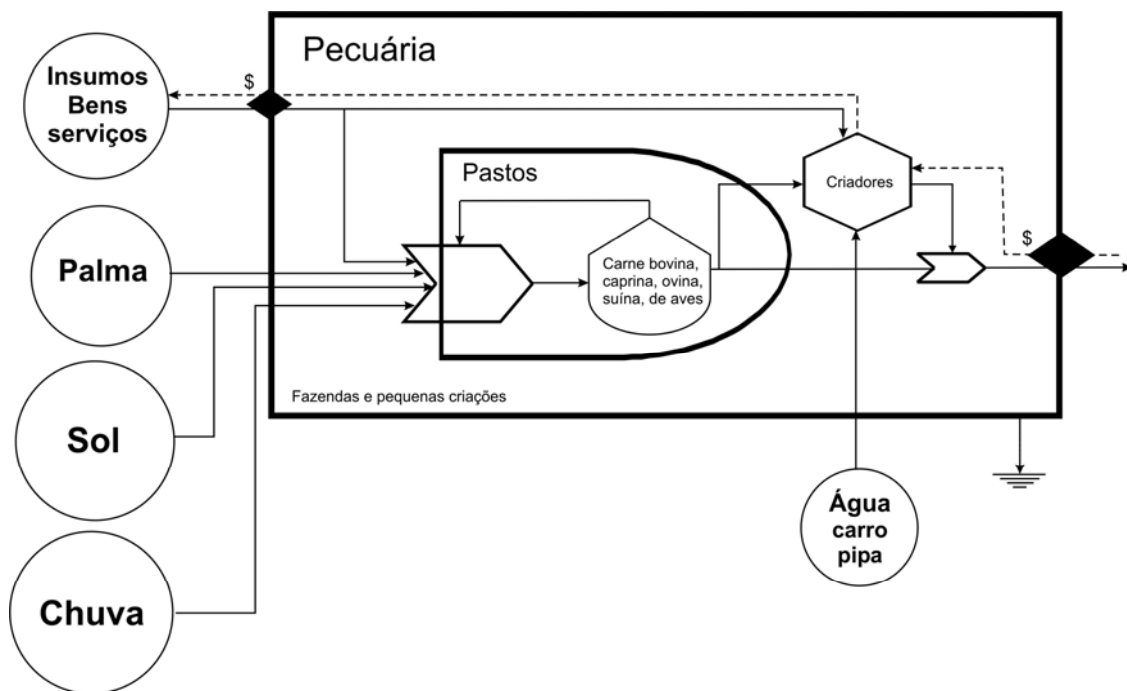 Pecuária
Insumos
Bens
serviços
$
Pastos
Criadores
Palma
Carne bovina,
caprina, ovina,
suína, de aves
$
Fazendas e pequenas criações
Sol
Água
carro
pipa
Chuva